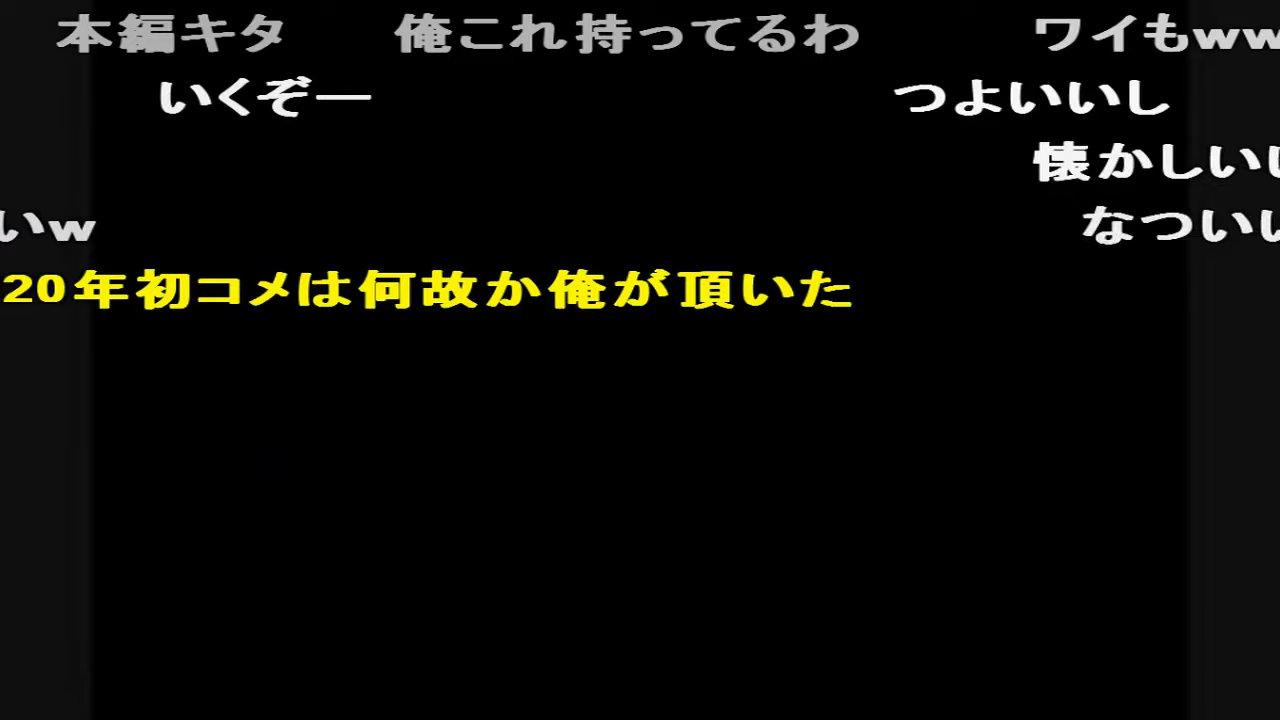 本編キタ 俺これ持ってるわ ワイもww
いくぞー つよいいし
懐かしいい
いw なついい
20年初コメは何故か俺が頂いた